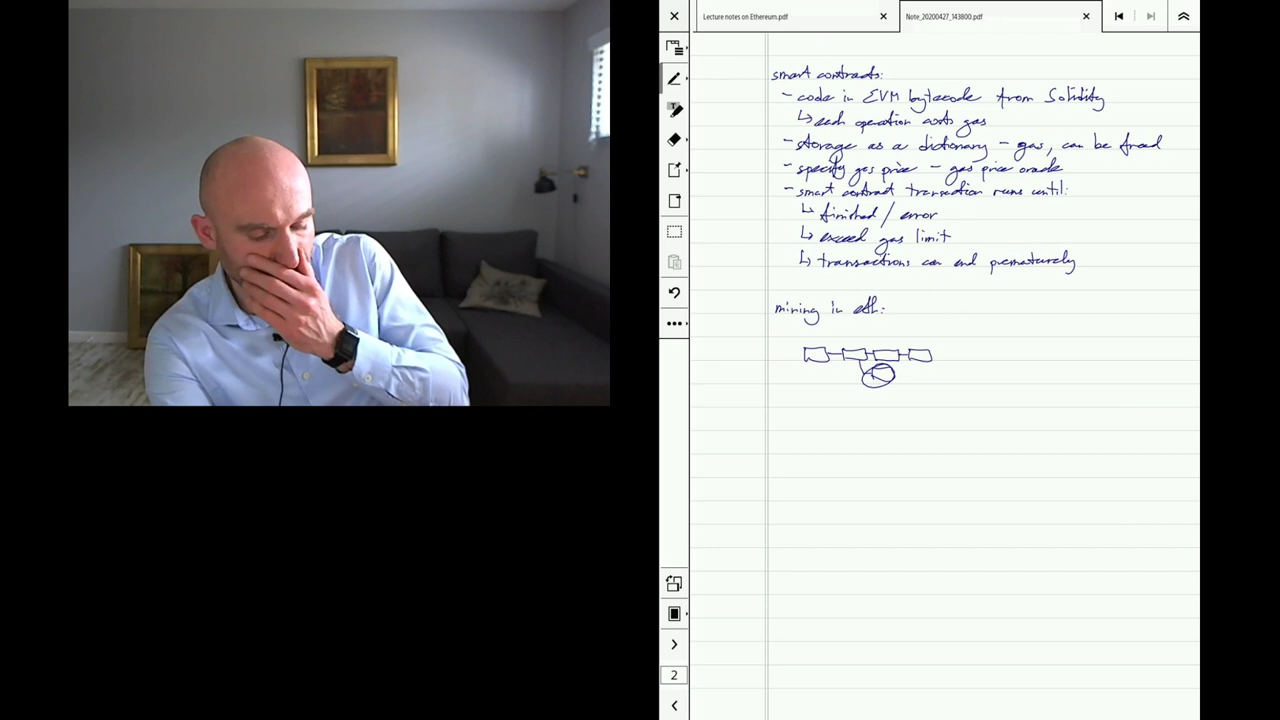 Lecture notes on Ethereum.pdf
Note_20200427_143800.pdf
smart contracts:
- code in EVM bytecode from Solidity
↳ each operation costs gas
- storage as a dictionary - gas, can be freed
- specify gas price - gas price oracle
- smart contract transaction runs until:
↳ finished / error
↳ exceed gas limit
↳ transactions can end prematurely
mining in eth:
2